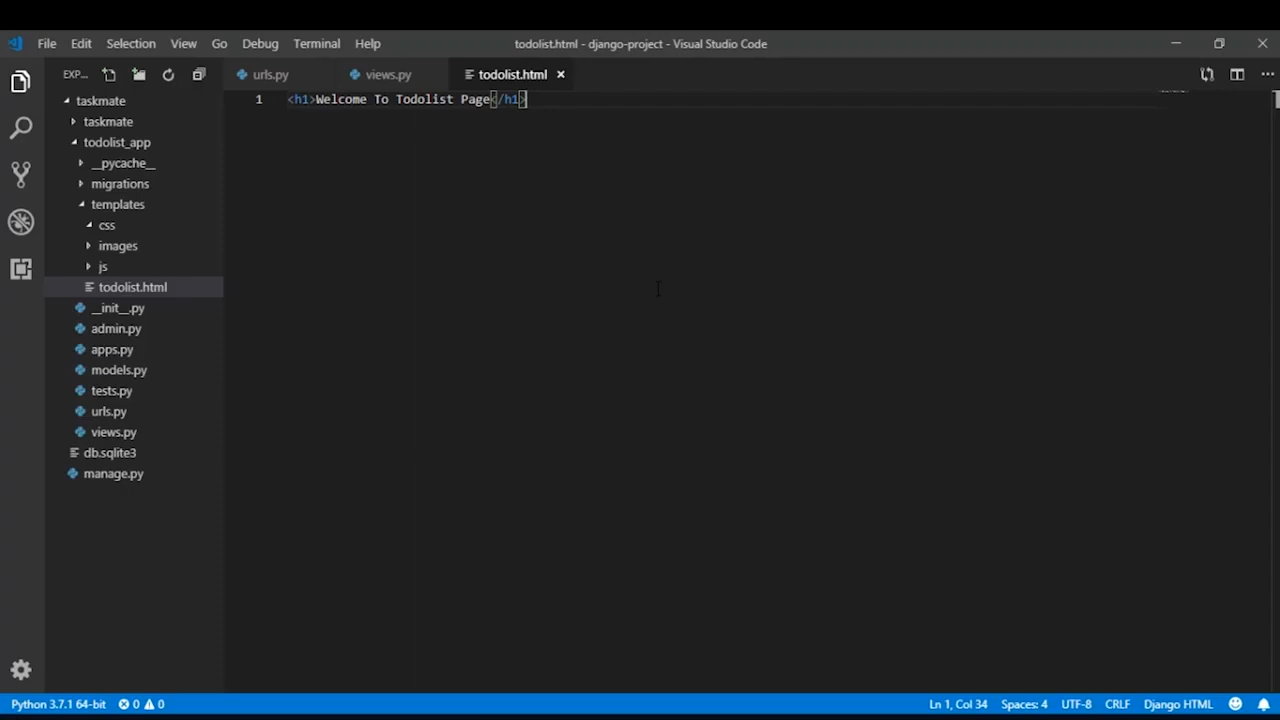 File Edit Selection View Go Debug Terminal Help todolist.html - django-project - Visual Studio Code
EXP... urls.py views.py todolist.html
1 <h1>Welcome To Todolist Page</h1>
taskmate
taskmate
todolist_app
__pycache__
migrations
templates
css
images
js
todolist.html
__init__.py
admin.py
apps.py
models.py
tests.py
urls.py
views.py
db.sqlite3
manage.py
Python 3.7.1 64-bit 0 0 Ln 1, Col 34 Spaces: 4 UTF-8 CRLF Django HTML